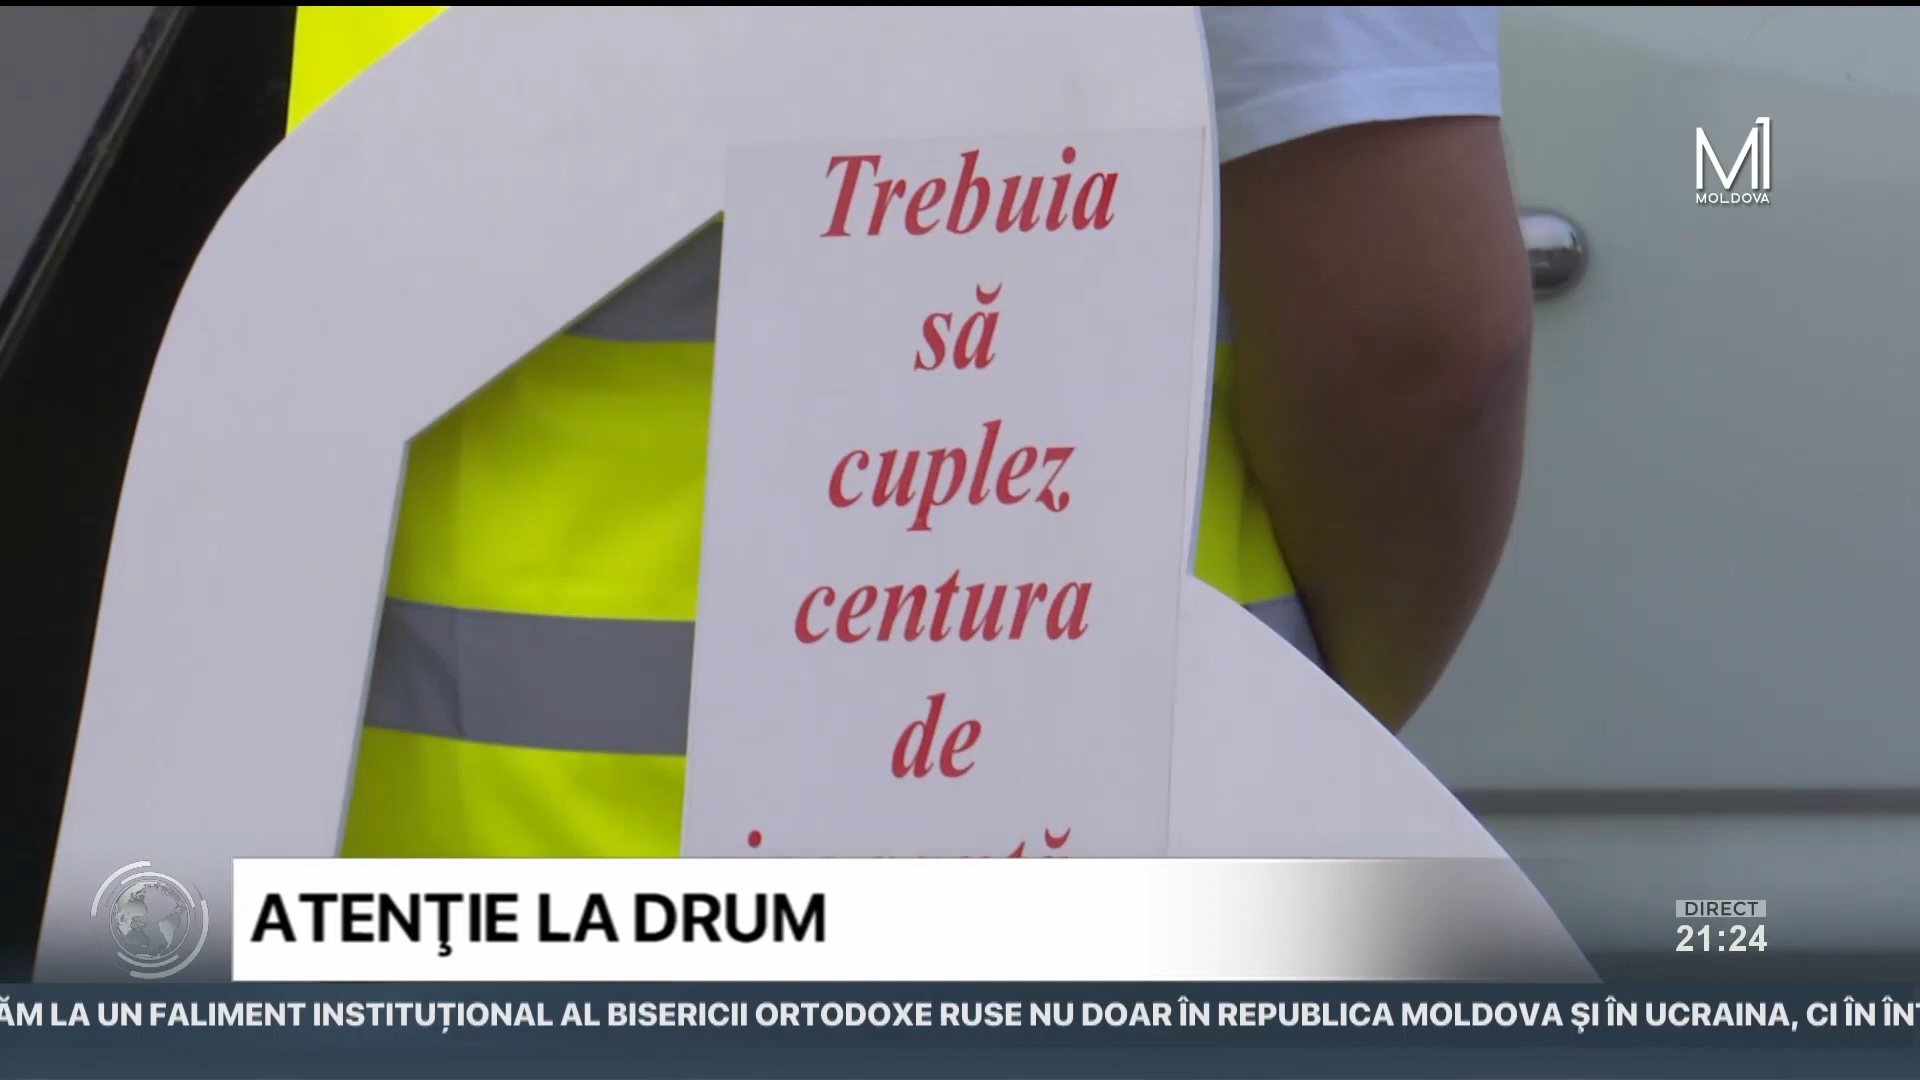 Trebuia
să
cuplez
centura
de
M1
MOLDOVA
ATENŢIE LA DRUM
DIRECT
21:24
ĂM LA UN FALIMENT INSTITUȚIONAL AL BISERICII ORTODOXE RUSE NU DOAR ÎN REPUBLICA MOLDOVA ȘI ÎN UCRAINA, CI ÎN ÎNT